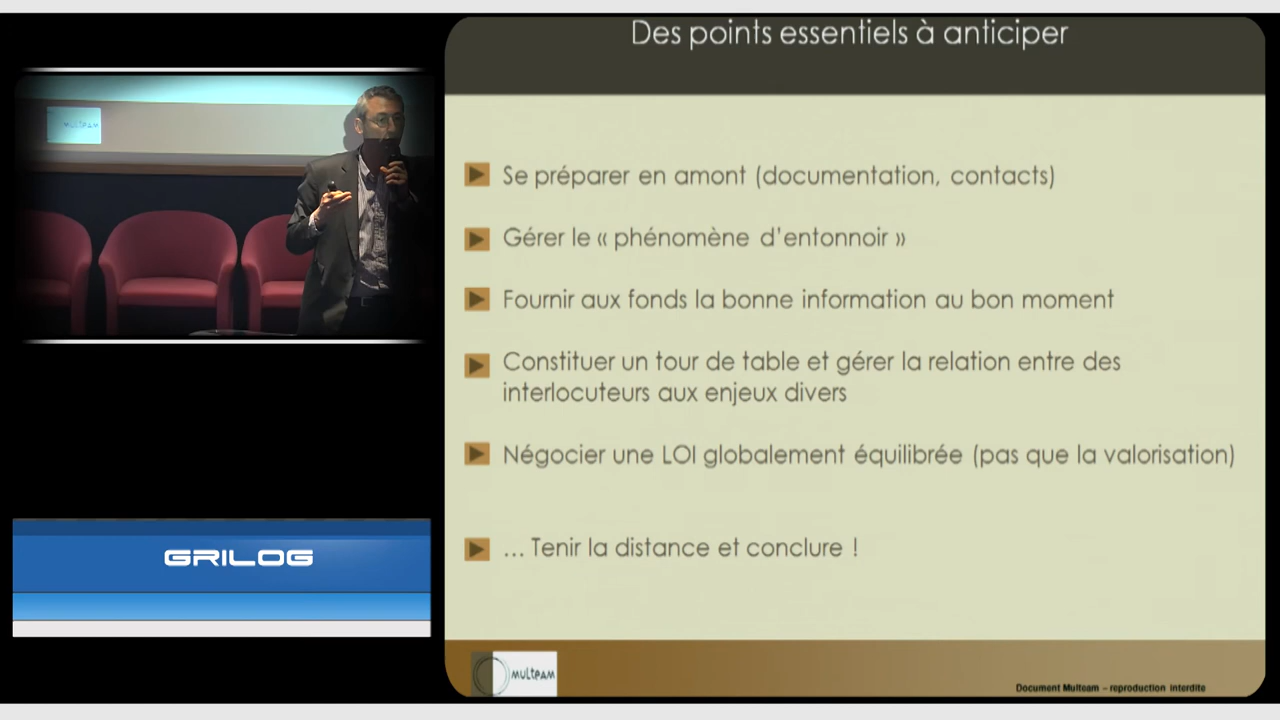 Des points essentiels à anticiper
MULTEAM
Se préparer en amont (documentation, contacts)
Gérer le « phénomène d'entonnoir »
Fournir aux fonds la bonne information au bon moment
Constituer un tour de table et gérer la relation entre des
interlocuteurs aux enjeux divers
Négocier une LOI globalement équilibrée (pas que la valorisation)
... Tenir la distance et conclure !
GRILOG
MULTEAM
Document Multeam – reproduction interdite